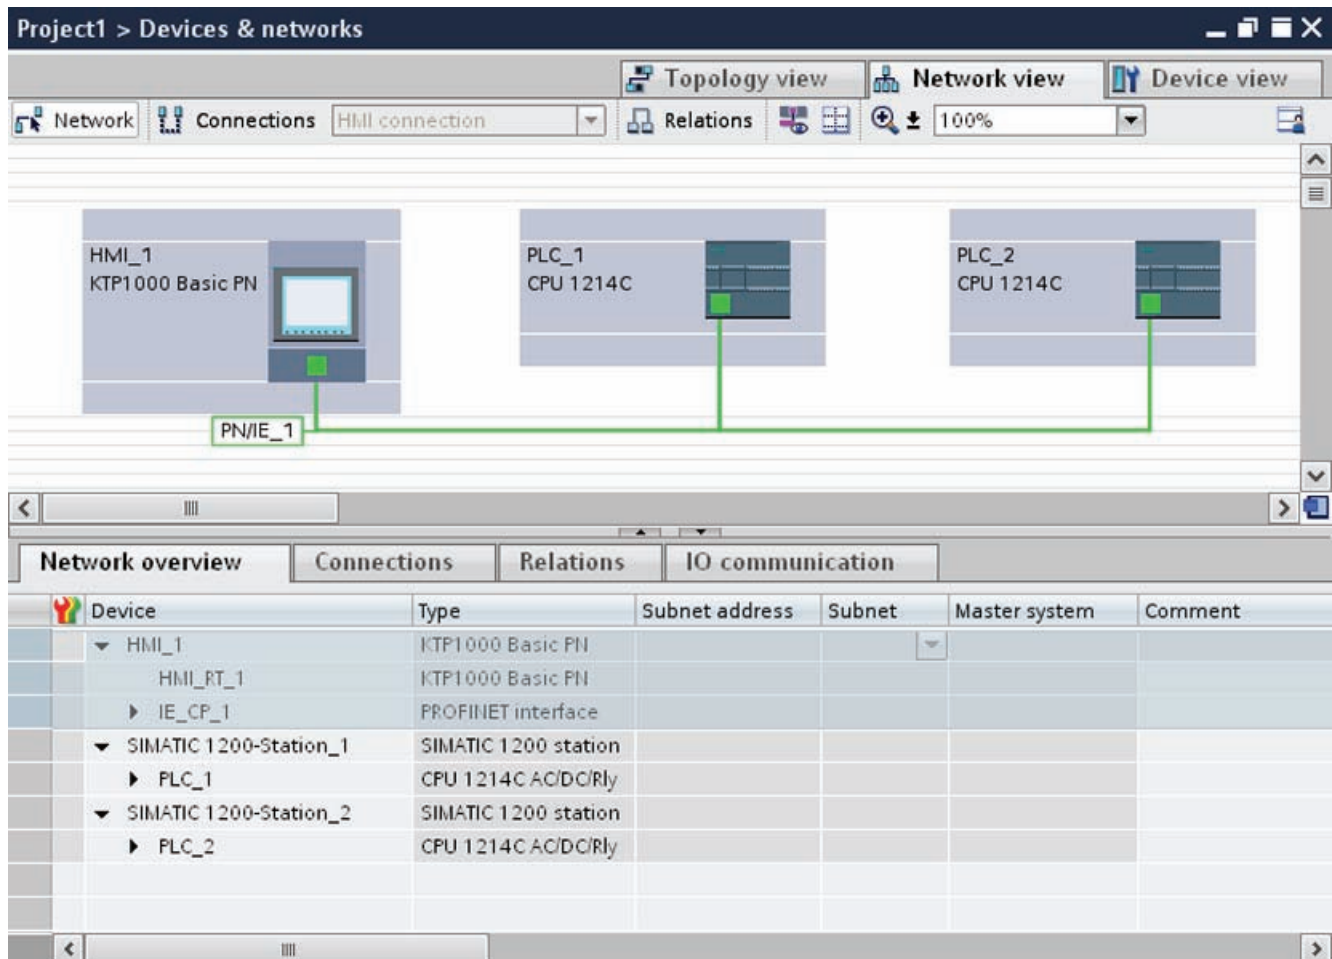 Project1 > Devices & networks
Topology view Network view Device view
Network Connections HMI connection Relations 100%
HMI_1
KTP1000 Basic PN
PLC_1
CPU 1214C
PLC_2
CPU 1214C
PN/IE_1
Network overview Connections Relations IO communication
Device Type Subnet address Subnet Master system Comment
HMI_1 KTP1000 Basic PN
HMI_RT_1 KTP1000 Basic PN
IE_CP_1 PROFINET interface
SIMATIC 1200-Station_1 SIMATIC 1200 station
PLC_1 CPU 1214C AC/DC/Rly
SIMATIC 1200-Station_2 SIMATIC 1200 station
PLC_2 CPU 1214C AC/DC/Rly